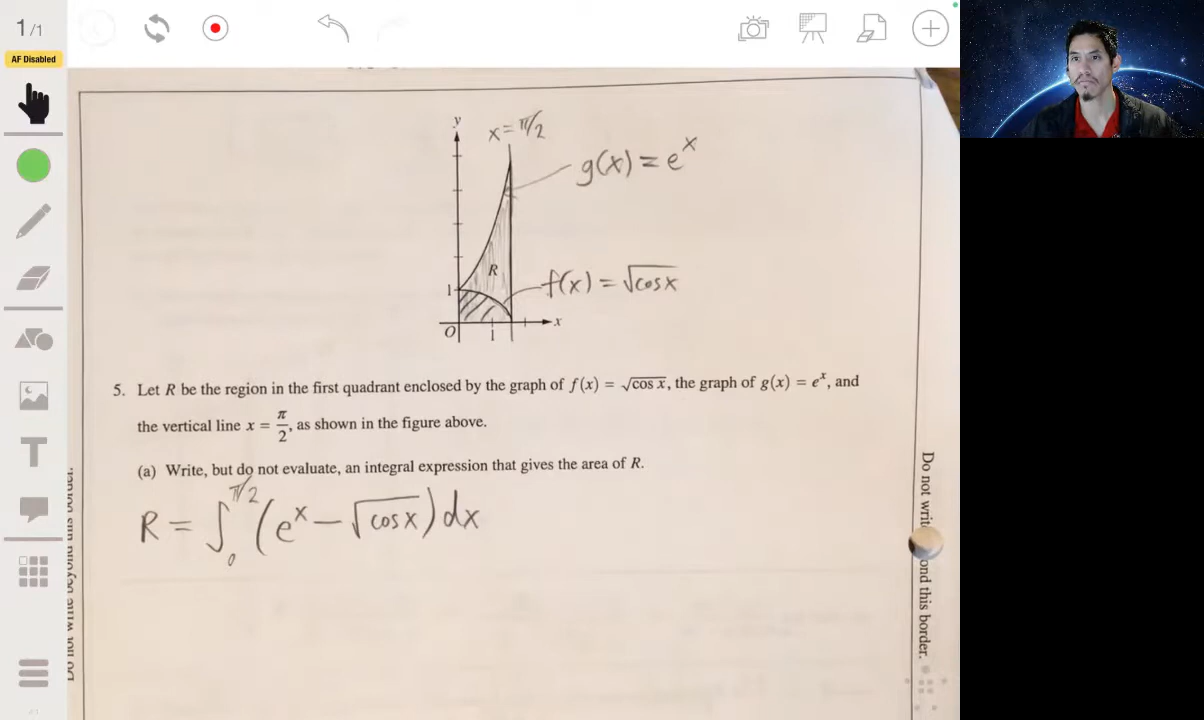 1/1
AF Disabled
y
x = π/2
g(x) = e^x
R
f(x) = √cosx
1
O
1
x
5. Let R be the region in the first quadrant enclosed by the graph of f(x) = √cos x, the graph of g(x) = e^x, and
the vertical line x = π/2, as shown in the figure above.
(a) Write, but do not evaluate, an integral expression that gives the area of R.
R = ∫_0^{π/2} (e^x − √cosx) dx
Do not write beyond this border.
Do not write beyond this border.
T